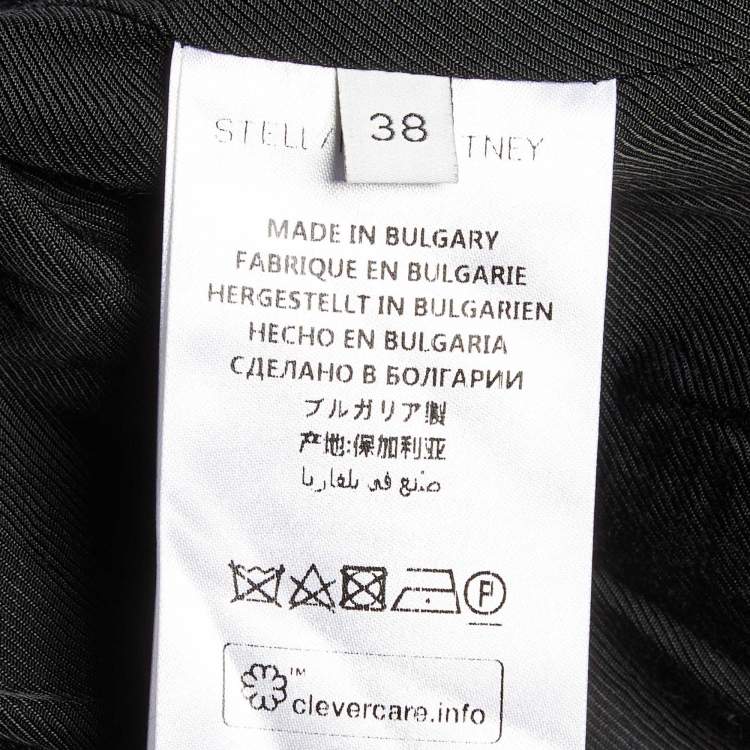 38
STELL TNEY
MADE IN BULGARY
FABRIQUE EN BULGARIE
HERGESTELLT IN BULGARIEN
HECHO EN BULGARIA
СДЕЛАНО В БОЛГАРИИ
ブルガリア製
产地:保加利亚
صنع في بلغاريا
P
TM
clevercare.info